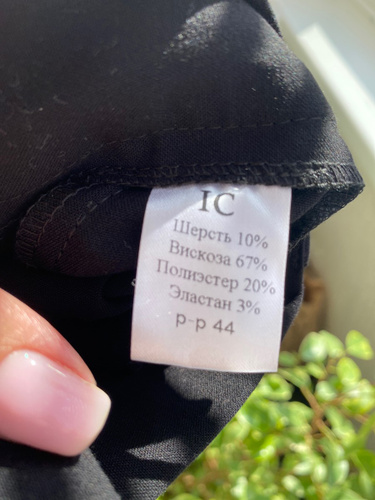 IC
Шерсть 10%
Вискоза 67%
Полиэстер 20%
Эластан 3%
р-р 44